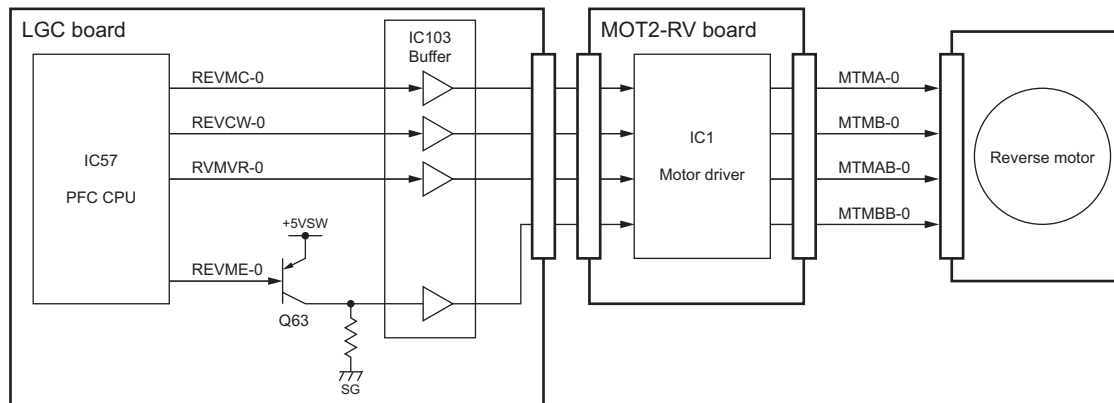 LGC board
IC103
Buffer
MOT2-RV board
REVMC-0
MTMA-0
REVCW-0
MTMB-0
IC57
PFC CPU
IC1
Motor driver
Reverse motor
RVMVR-0
MTMAB-0
MTMBB-0
+5VSW
REVME-0
Q63
SG